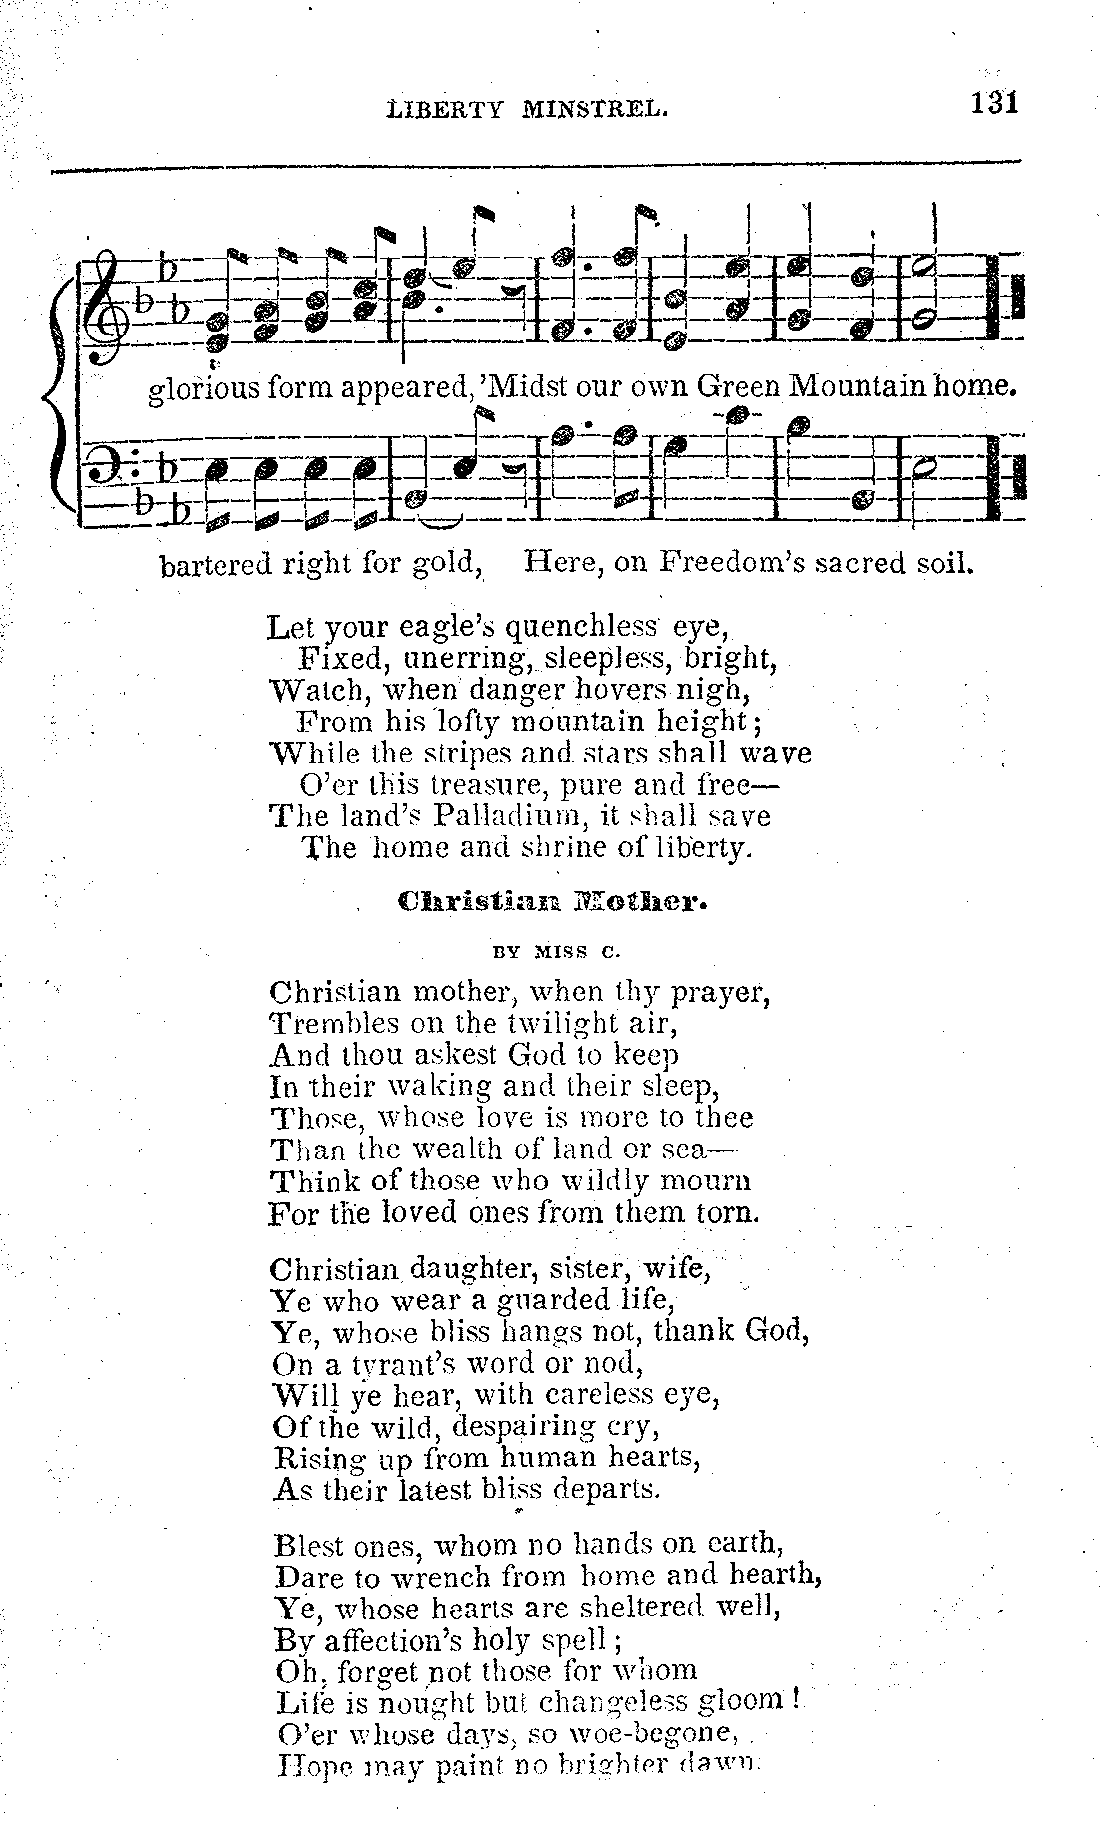 LIBERTY MINSTREL. 131
glorious form appeared, 'Midst our own Green Mountain home.
bartered right for gold, Here, on Freedom's sacred soil.
Let your eagle's quenchless eye,
Fixed, unerring, sleepless, bright,
Watch, when danger hovers nigh,
From his lofty mountain height;
While the stripes and stars shall wave
O'er this treasure, pure and free—
The land's Palladium, it shall save
The home and shrine of liberty.
Christian Mother.
BY MISS C.
Christian mother, when thy prayer,
Trembles on the twilight air,
And thou askest God to keep
In their waking and their sleep,
Those, whose love is more to thee
Than the wealth of land or sea—
Think of those who wildly mourn
For the loved ones from them torn.
Christian daughter, sister, wife,
Ye who wear a guarded life,
Ye, whose bliss hangs not, thank God,
On a tyrant's word or nod,
Will ye hear, with careless eye,
Of the wild, despairing cry,
Rising up from human hearts,
As their latest bliss departs.
Blest ones, whom no hands on earth,
Dare to wrench from home and hearth,
Ye, whose hearts are sheltered well,
By affection's holy spell;
Oh, forget not those for whom
Life is nought but changeless gloom!
O'er whose days, so woe-begone,
Hope may paint no brighter dawn.